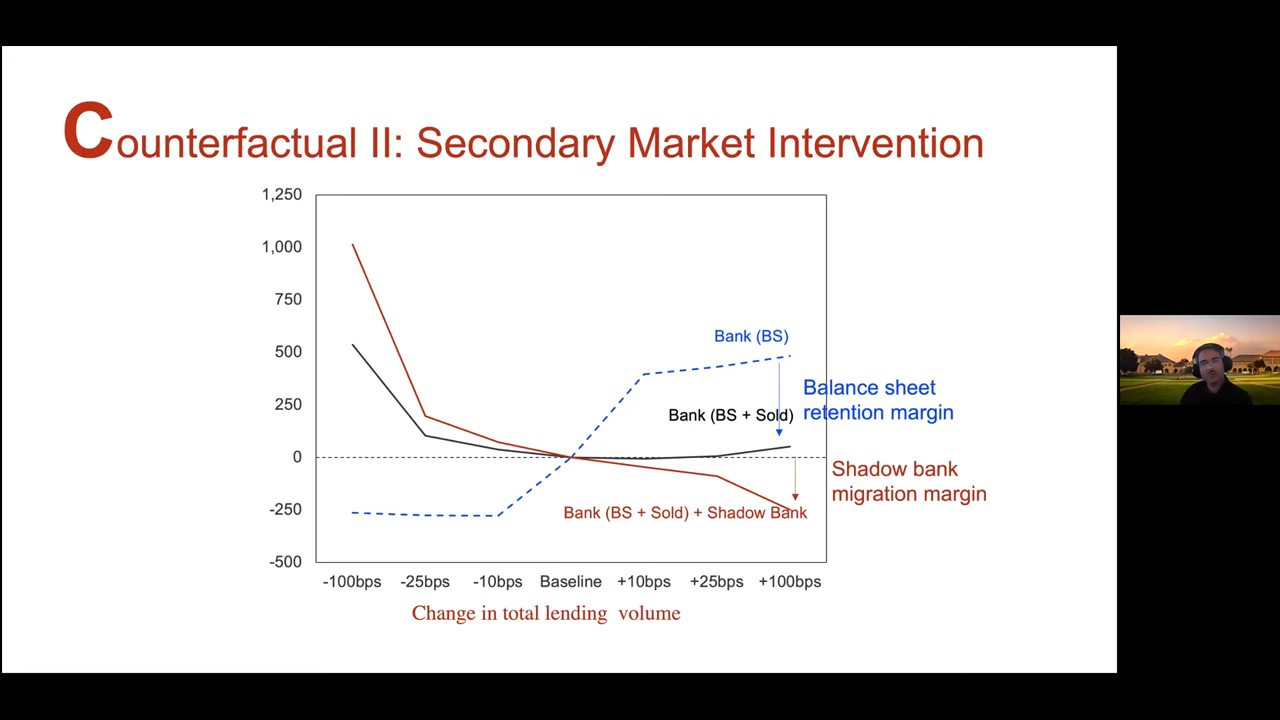 Counterfactual II: Secondary Market Intervention
1,250
1,000
750
500
250
0
-250
-500
Bank (BS)
Balance sheet
retention margin
Bank (BS + Sold)
Shadow bank
migration margin
Bank (BS + Sold) + Shadow Bank
-100bps -25bps -10bps Baseline +10bps +25bps +100bps
Change in total lending volume